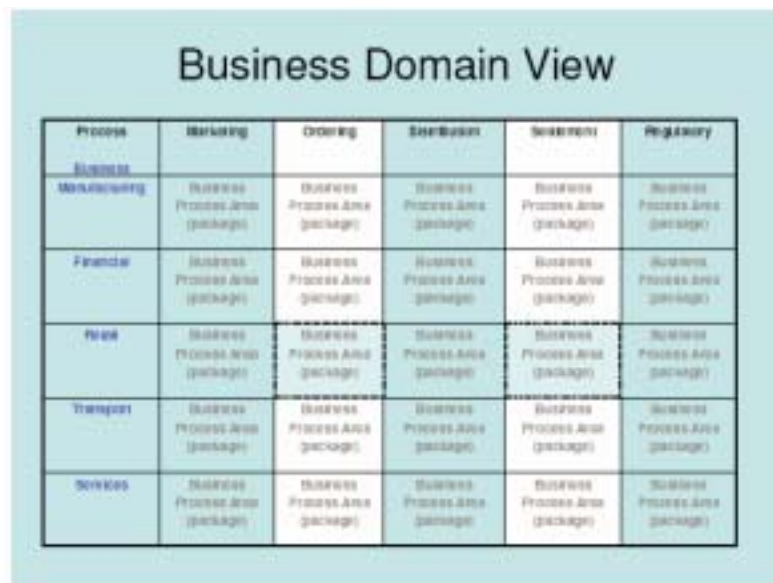 Business Domain View
Process Marketing Ordering Distribution Settlement Regulatory
Business
Manufacturing Business Business Business Business Business
Process Area Process Area Process Area Process Area Process Area
(package) (package) (package) (package) (package)
Financial Business Business Business Business Business
Process Area Process Area Process Area Process Area Process Area
(package) (package) (package) (package) (package)
Retail Business Business Business Business Business
Process Area Process Area Process Area Process Area Process Area
(package) (package) (package) (package) (package)
Transport Business Business Business Business Business
Process Area Process Area Process Area Process Area Process Area
(package) (package) (package) (package) (package)
Services Business Business Business Business Business
Process Area Process Area Process Area Process Area Process Area
(package) (package) (package) (package) (package)